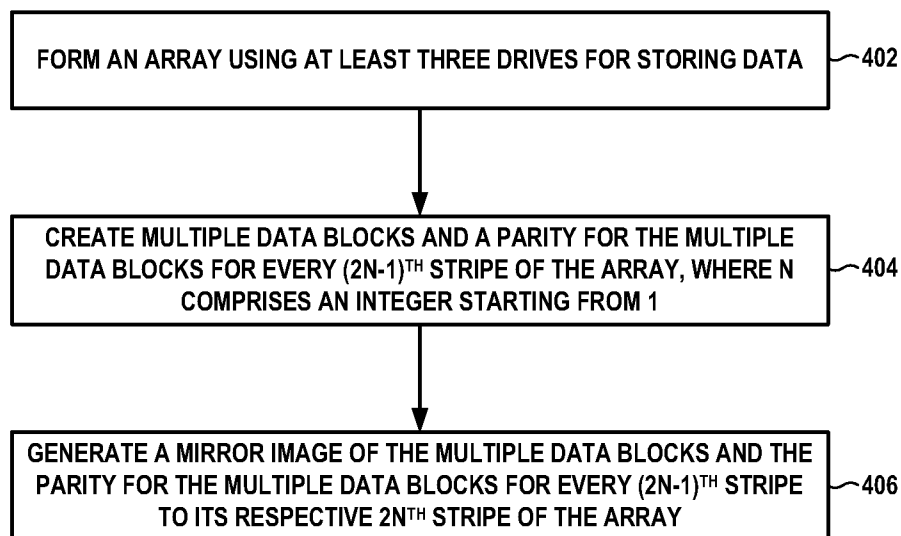 FORM AN ARRAY USING AT LEAST THREE DRIVES FOR STORING DATA
402
CREATE MULTIPLE DATA BLOCKS AND A PARITY FOR THE MULTIPLE
DATA BLOCKS FOR EVERY (2N-1)TH STRIPE OF THE ARRAY, WHERE N
COMPRISES AN INTEGER STARTING FROM 1
404
GENERATE A MIRROR IMAGE OF THE MULTIPLE DATA BLOCKS AND THE
PARITY FOR THE MULTIPLE DATA BLOCKS FOR EVERY (2N-1)TH STRIPE
TO ITS RESPECTIVE 2NTH STRIPE OF THE ARRAY
406